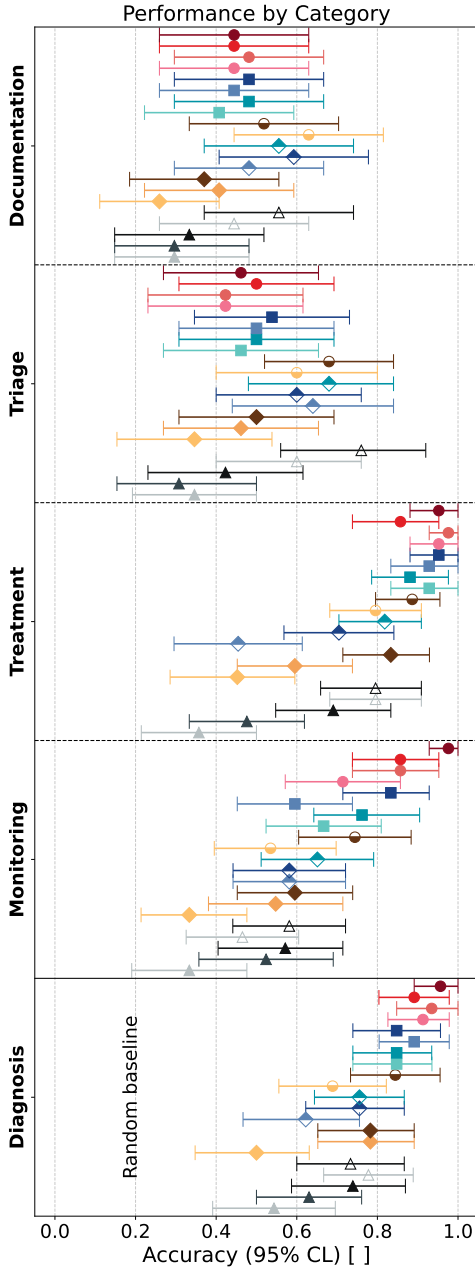 Performance by Category
Documentation
Triage
Treatment
Monitoring
Diagnosis
Random baseline
0.0 0.2 0.4 0.6 0.8 1.0
Accuracy (95% CL) [ ]